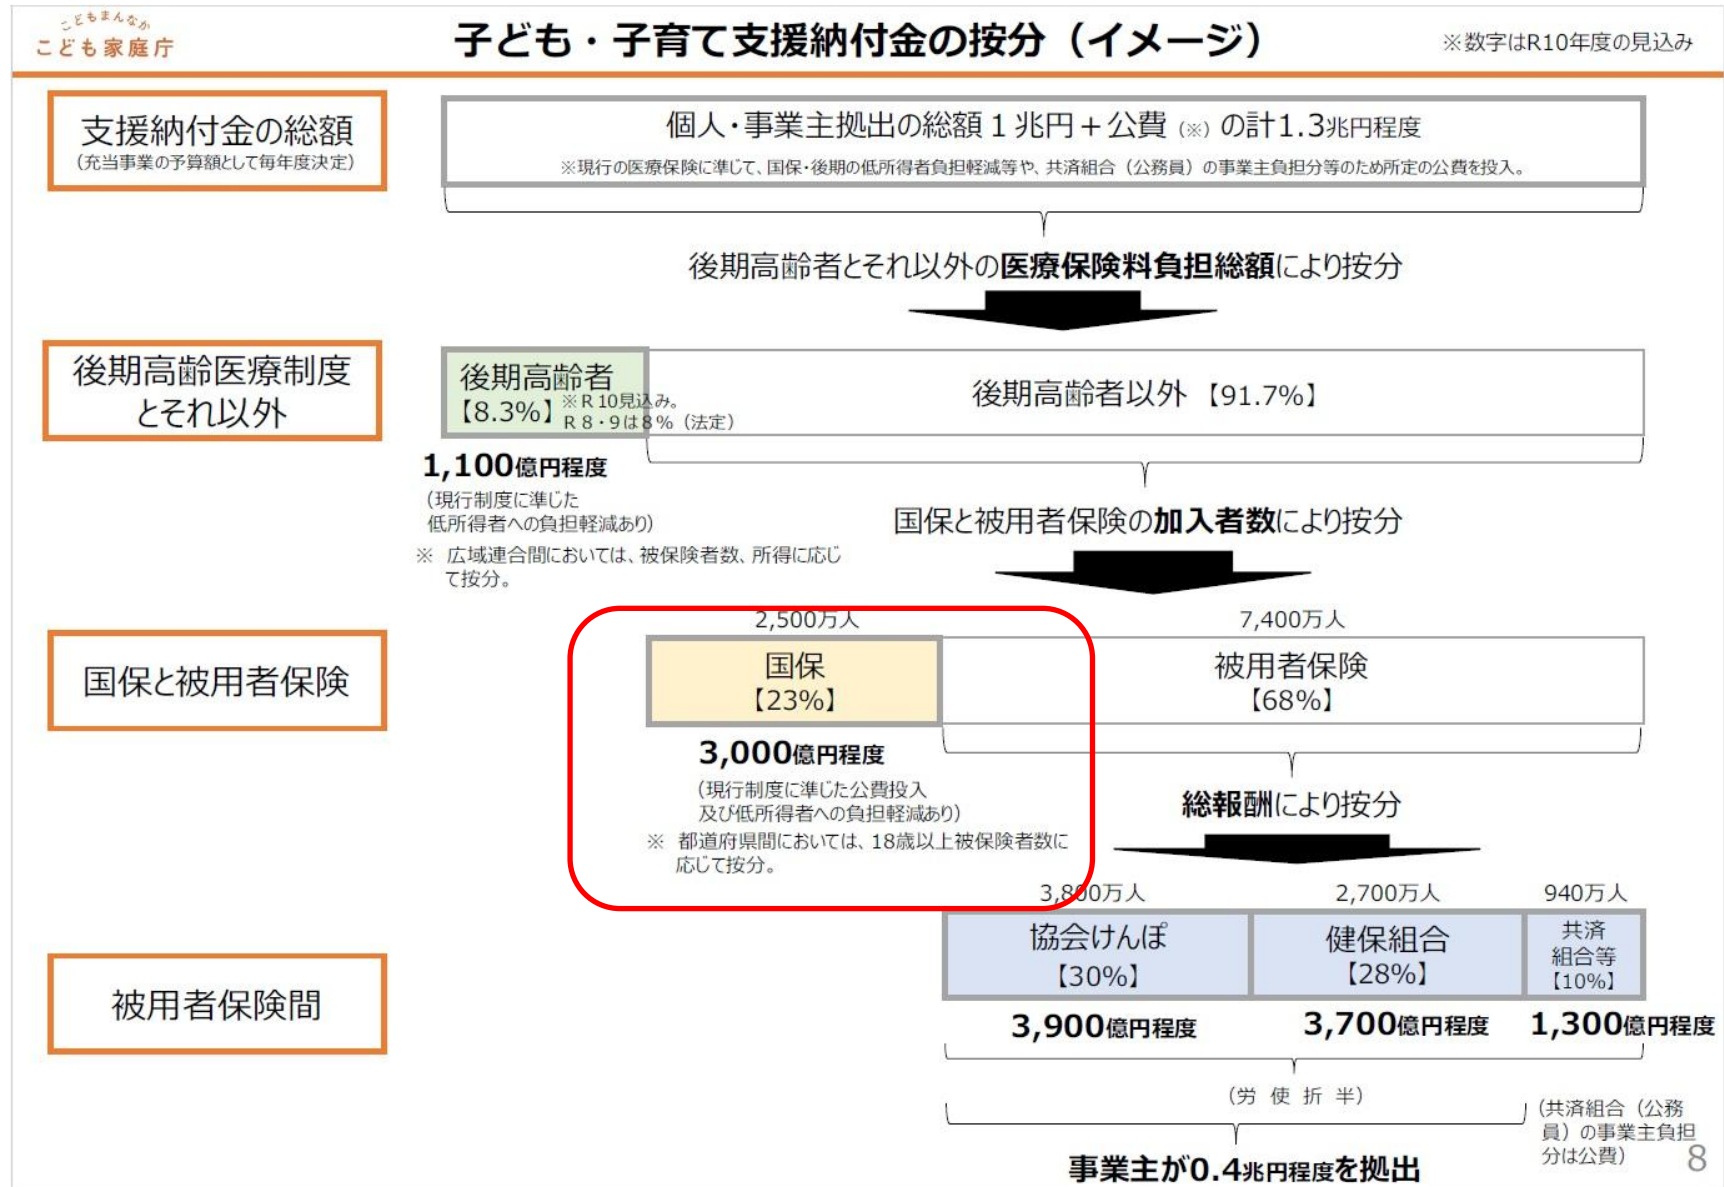 こどもまんなか
こども家庭庁
子ども・子育て支援納付金の按分（イメージ）
※数字はR10年度の見込み
支援納付金の総額
（充当事業の予算額として毎年度決定）
個人・事業主拠出の総額１兆円＋公費（※）の計1.3兆円程度
※現行の医療保険に準じて、国保・後期の低所得者負担軽減等や、共済組合（公務員）の事業主負担分等のため所定の公費を投入。
後期高齢者とそれ以外の医療保険料負担総額により按分
後期高齢医療制度
とそれ以外
後期高齢者
【8.3%】
※Ｒ10見込み。
Ｒ８・９は８％（法定）
後期高齢者以外【91.7%】
1,100億円程度
（現行制度に準じた
低所得者への負担軽減あり）
※ 広域連合間においては、被保険者数、所得に応じ
て按分。
国保と被用者保険の加入者数により按分
国保と被用者保険
2,500万人
国保
【23%】
7,400万人
被用者保険
【68%】
3,000億円程度
（現行制度に準じた公費投入
及び低所得者への負担軽減あり）
※ 都道府県間においては、18歳以上被保険者数に
応じて按分。
総報酬により按分
被用者保険間
3,800万人
協会けんぽ
【30%】
2,700万人
健保組合
【28%】
940万人
共済
組合等
【10%】
3,900億円程度
3,700億円程度
1,300億円程度
（労 使 折 半）
（共済組合（公務
員）の事業主負担
分は公費）
事業主が0.4兆円程度を拠出
8